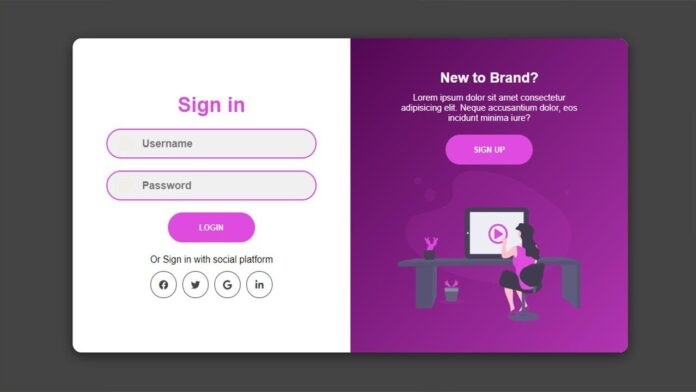 Sign in
Username
Password
LOGIN
Or Sign in with social platform
New to Brand?
Lorem ipsum dolor sit amet consectetur
adipisicing elit. Neque accusantium dolor, eos
incidunt minima iure?
SIGN UP